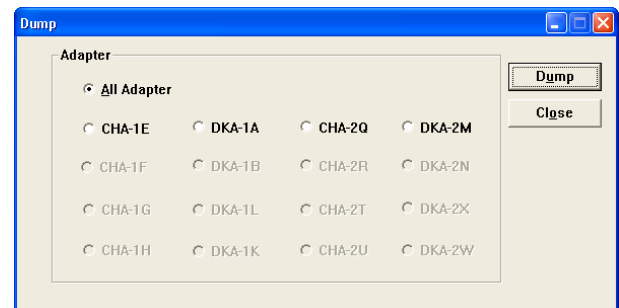 Dump
Adapter
All Adapter
Dump
Close
CHA-1E DKA-1A CHA-2Q DKA-2M
CHA-1F DKA-1B CHA-2R DKA-2N
CHA-1G DKA-1L CHA-2T DKA-2X
CHA-1H DKA-1K CHA-2U DKA-2W